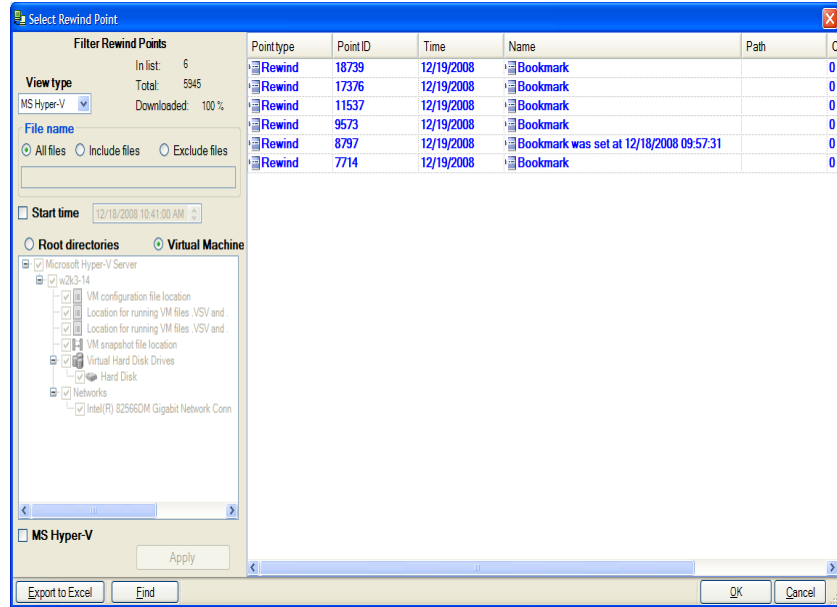 Select Rewind Point
Filter Rewind Points
In list: 6
View type
Total: 5945
MS Hyper-V
Downloaded: 100 %
File name
All files Include files Exclude files
Start time 12/18/2008 10:41:00 AM
Root directories Virtual Machine
Microsoft Hyper-V Server
w2k3-14
VM configuration file location
Location for running VM files .VSV and .
Location for running VM files .VSV and .
VM snapshot file location
Virtual Hard Disk Drives
Hard Disk
Networks
Intel(R) 82566DM Gigabit Network Conn
MS Hyper-V
Apply
Point type Point ID Time Name Path C
Rewind 18739 12/19/2008 Bookmark 0
Rewind 17376 12/19/2008 Bookmark 0
Rewind 11537 12/19/2008 Bookmark 0
Rewind 9573 12/19/2008 Bookmark 0
Rewind 8797 12/19/2008 Bookmark was set at 12/18/2008 09:57:31 0
Rewind 7714 12/19/2008 Bookmark 0
Export to Excel Find OK Cancel